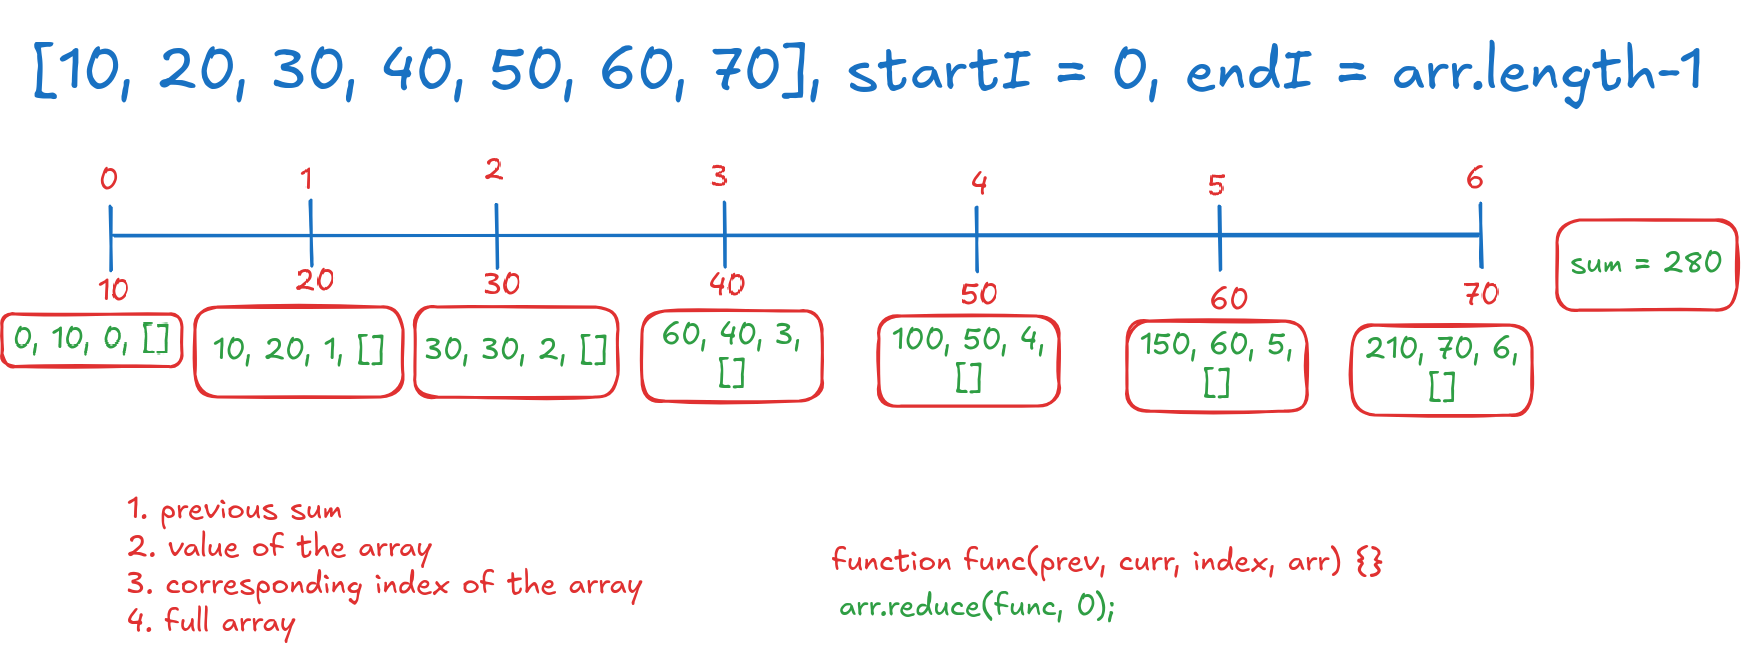 [10, 20, 30, 40, 50, 60, 70], startI = 0, endI = arr.length-1
0 1 2 3 4 5 6
10 20 30 40 50 60 70
sum = 280
0, 10, 0, []
10, 20, 1, []
30, 30, 2, []
60, 40, 3,
[]
100, 50, 4,
[]
150, 60, 5,
[]
210, 70, 6,
[]
1. previous sum
2. value of the array
3. corresponding index of the array
4. full array
function func(prev, curr, index, arr) {}
arr.reduce(func, 0);